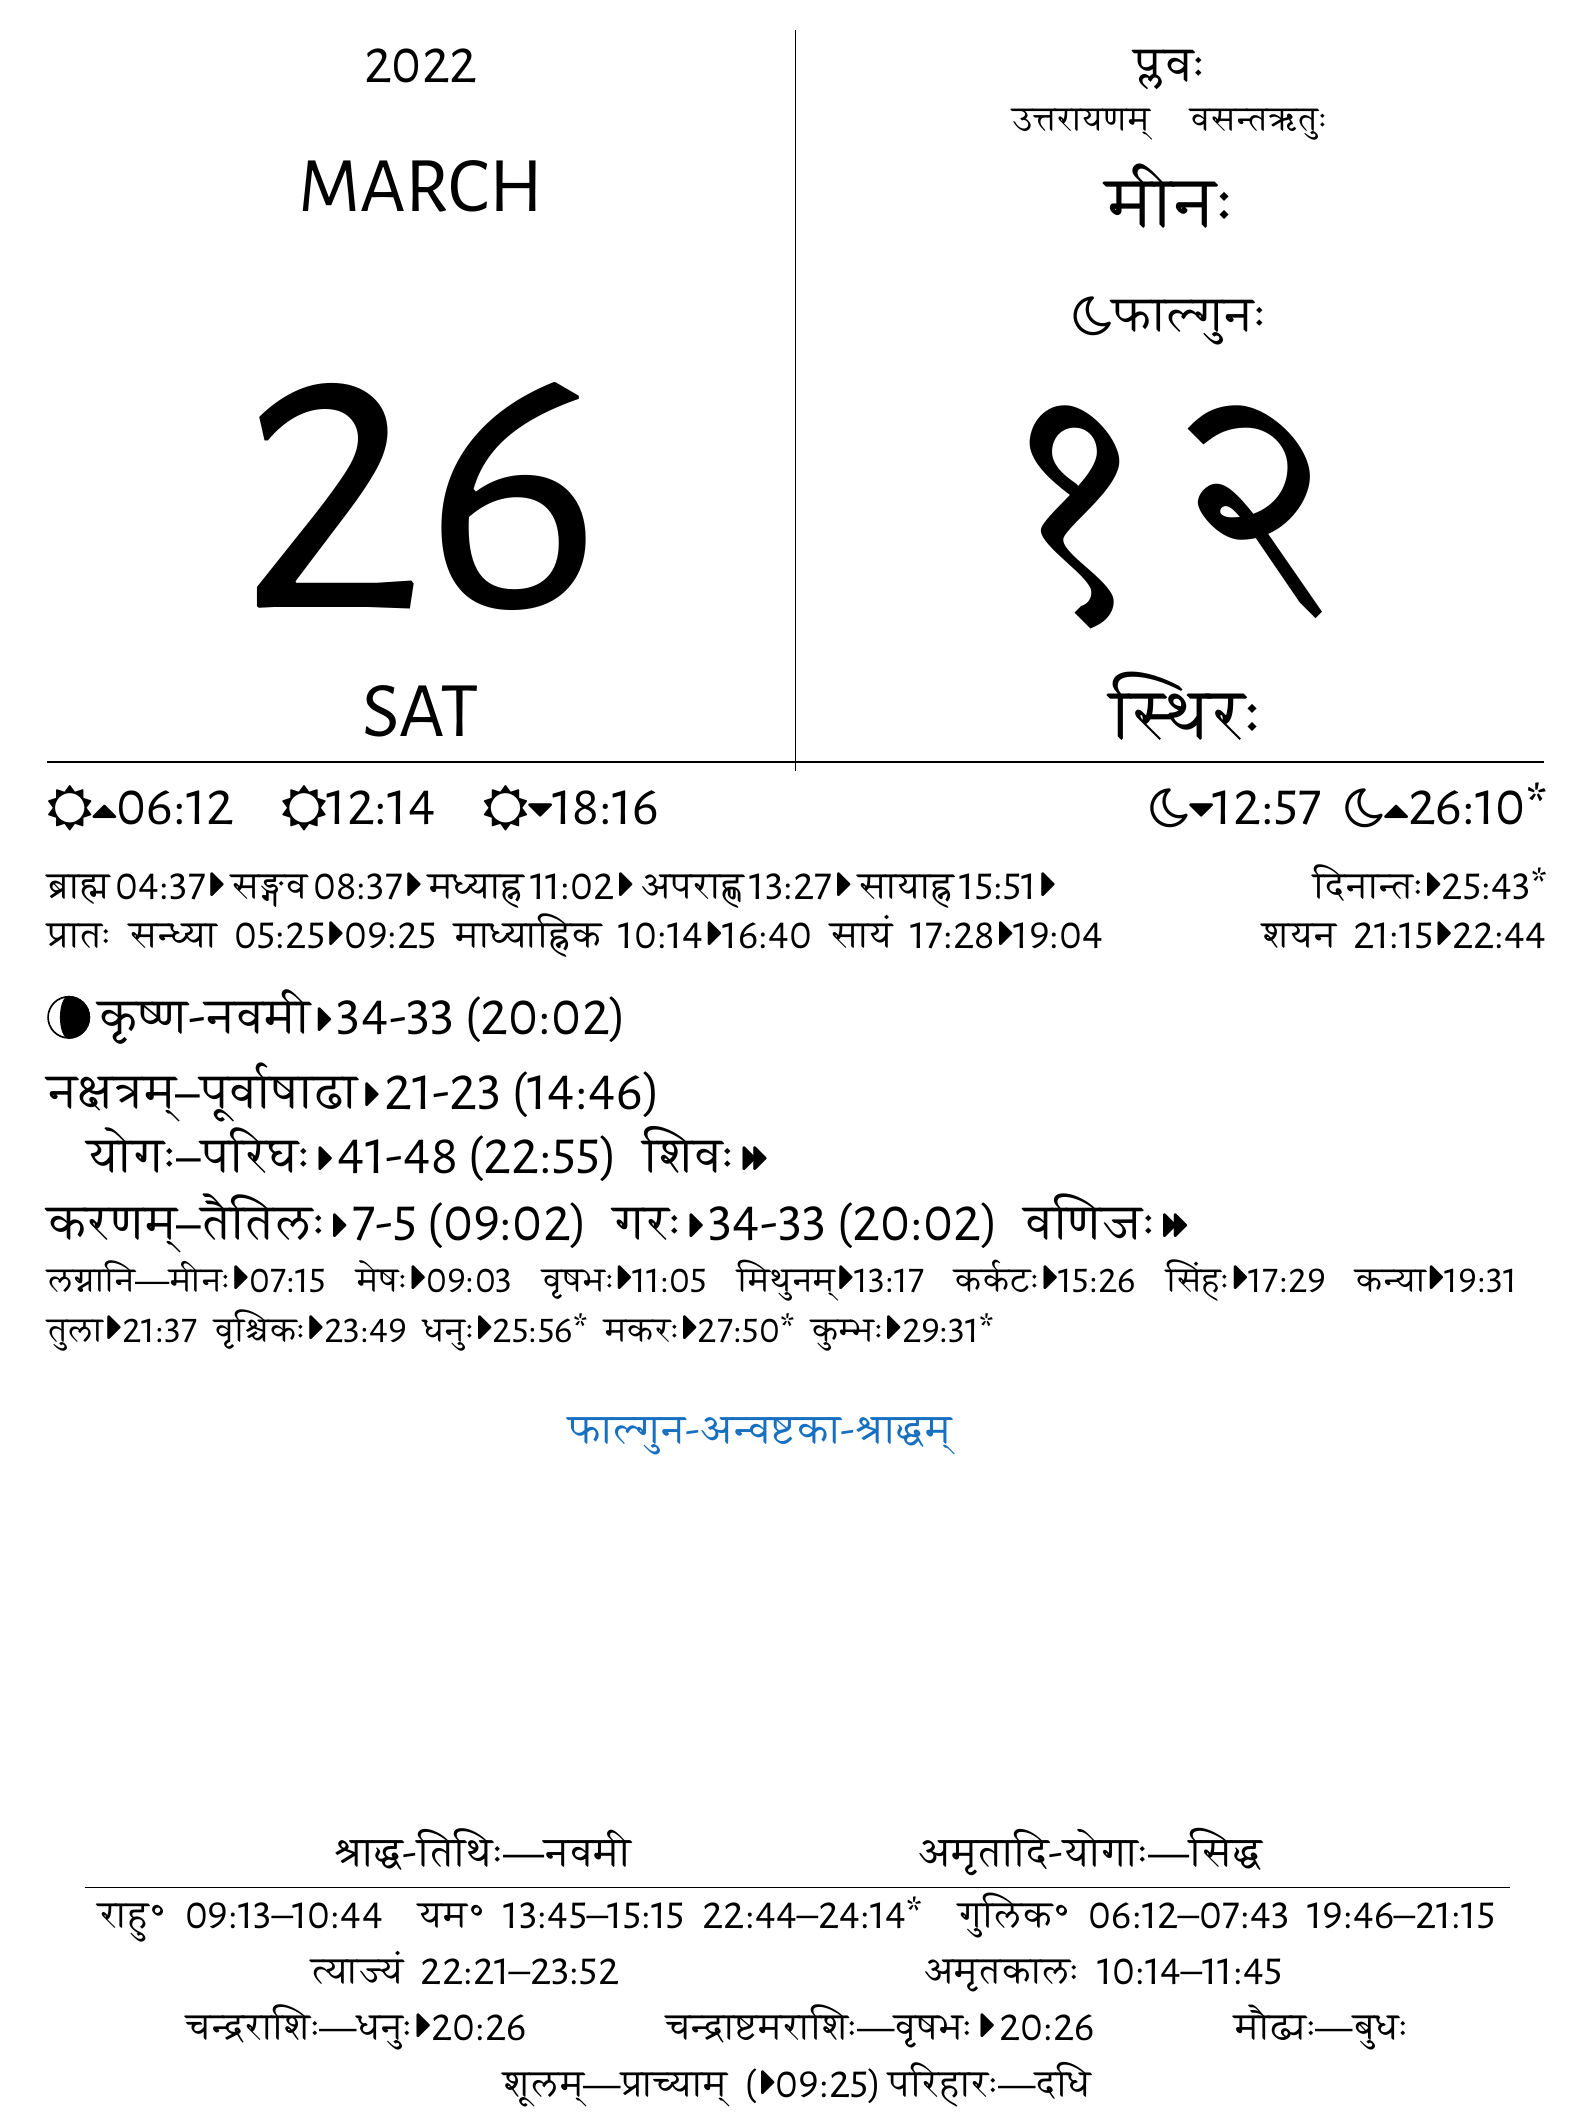 2022
MARCH
26
SAT
प्लवः
उत्तरायणम् वसन्तऋतुः
मीनः
फाल्गुनः
१२
स्थिरः
06:12 12:14 18:16 12:57 26:10*
ब्राह्म 04:37 सङ्गव 08:37 मध्याह्न 11:02 अपराह्ण 13:27 सायाह्न 15:51 दिनान्तः 25:43*
प्रातः सन्ध्या 05:25 09:25 माध्याह्निक 10:14 16:40 सायं 17:28 19:04 शयन 21:15 22:44
कृष्ण-नवमी 34-33 (20:02)
नक्षत्रम्–पूर्वाषाढा 21-23 (14:46)
योगः–परिघः 41-48 (22:55) शिवः
करणम्–तैतिलः 7-5 (09:02) गरः 34-33 (20:02) वणिजः
लग्नानि—मीनः 07:15 मेषः 09:03 वृषभः 11:05 मिथुनम् 13:17 कर्कटः 15:26 सिंहः 17:29 कन्या 19:31
तुला 21:37 वृश्चिकः 23:49 धनुः 25:56* मकरः 27:50* कुम्भः 29:31*
फाल्गुन-अन्वष्टका-श्राद्धम्
श्राद्ध-तिथिः—नवमी अमृतादि-योगाः—सिद्ध
राहु॰ 09:13–10:44 यम॰ 13:45–15:15 22:44–24:14* गुलिक॰ 06:12–07:43 19:46–21:15
त्याज्यं 22:21–23:52 अमृतकालः 10:14–11:45
चन्द्रराशिः—धनुः 20:26 चन्द्राष्टमराशिः—वृषभः 20:26 मौढ्यः—बुधः
शूलम्—प्राच्याम् (09:25) परिहारः—दधि